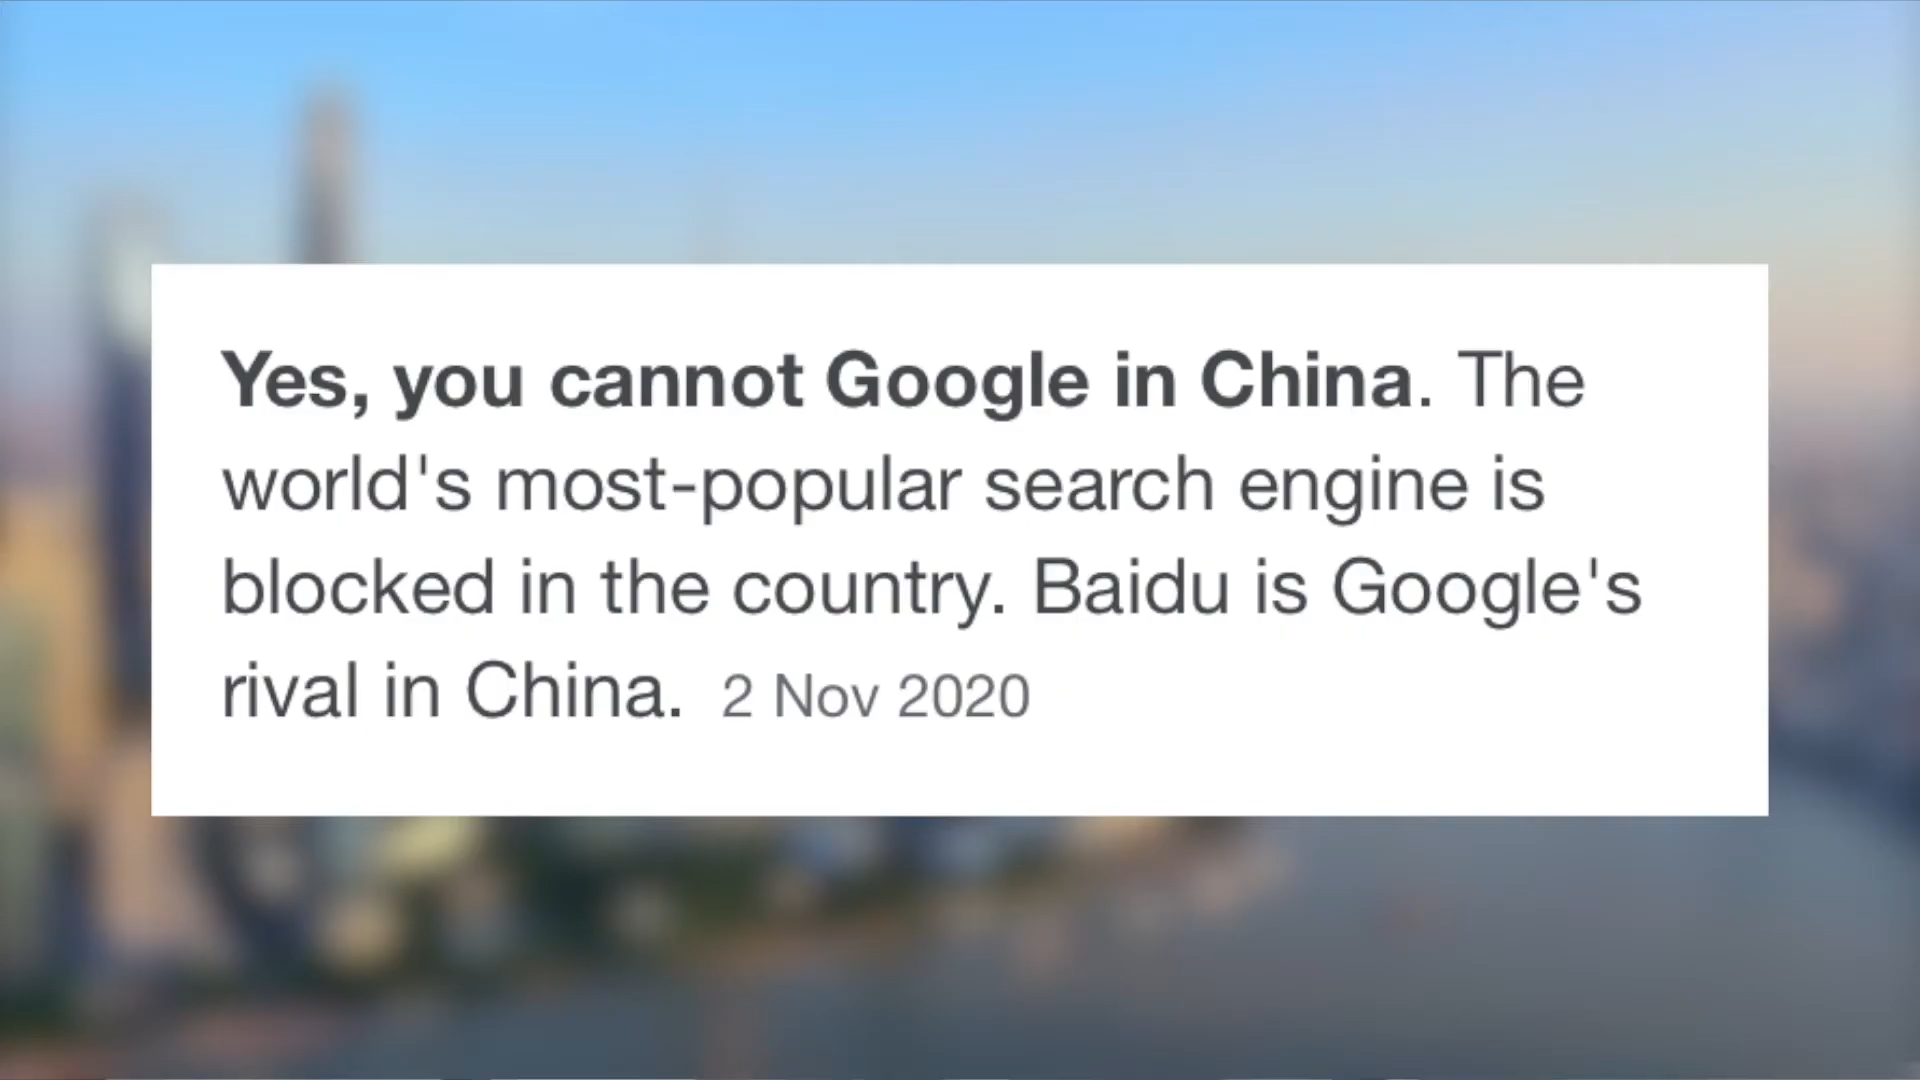 Yes, you cannot Google in China. The
world's most-popular search engine is
blocked in the country. Baidu is Google's
rival in China. 2 Nov 2020